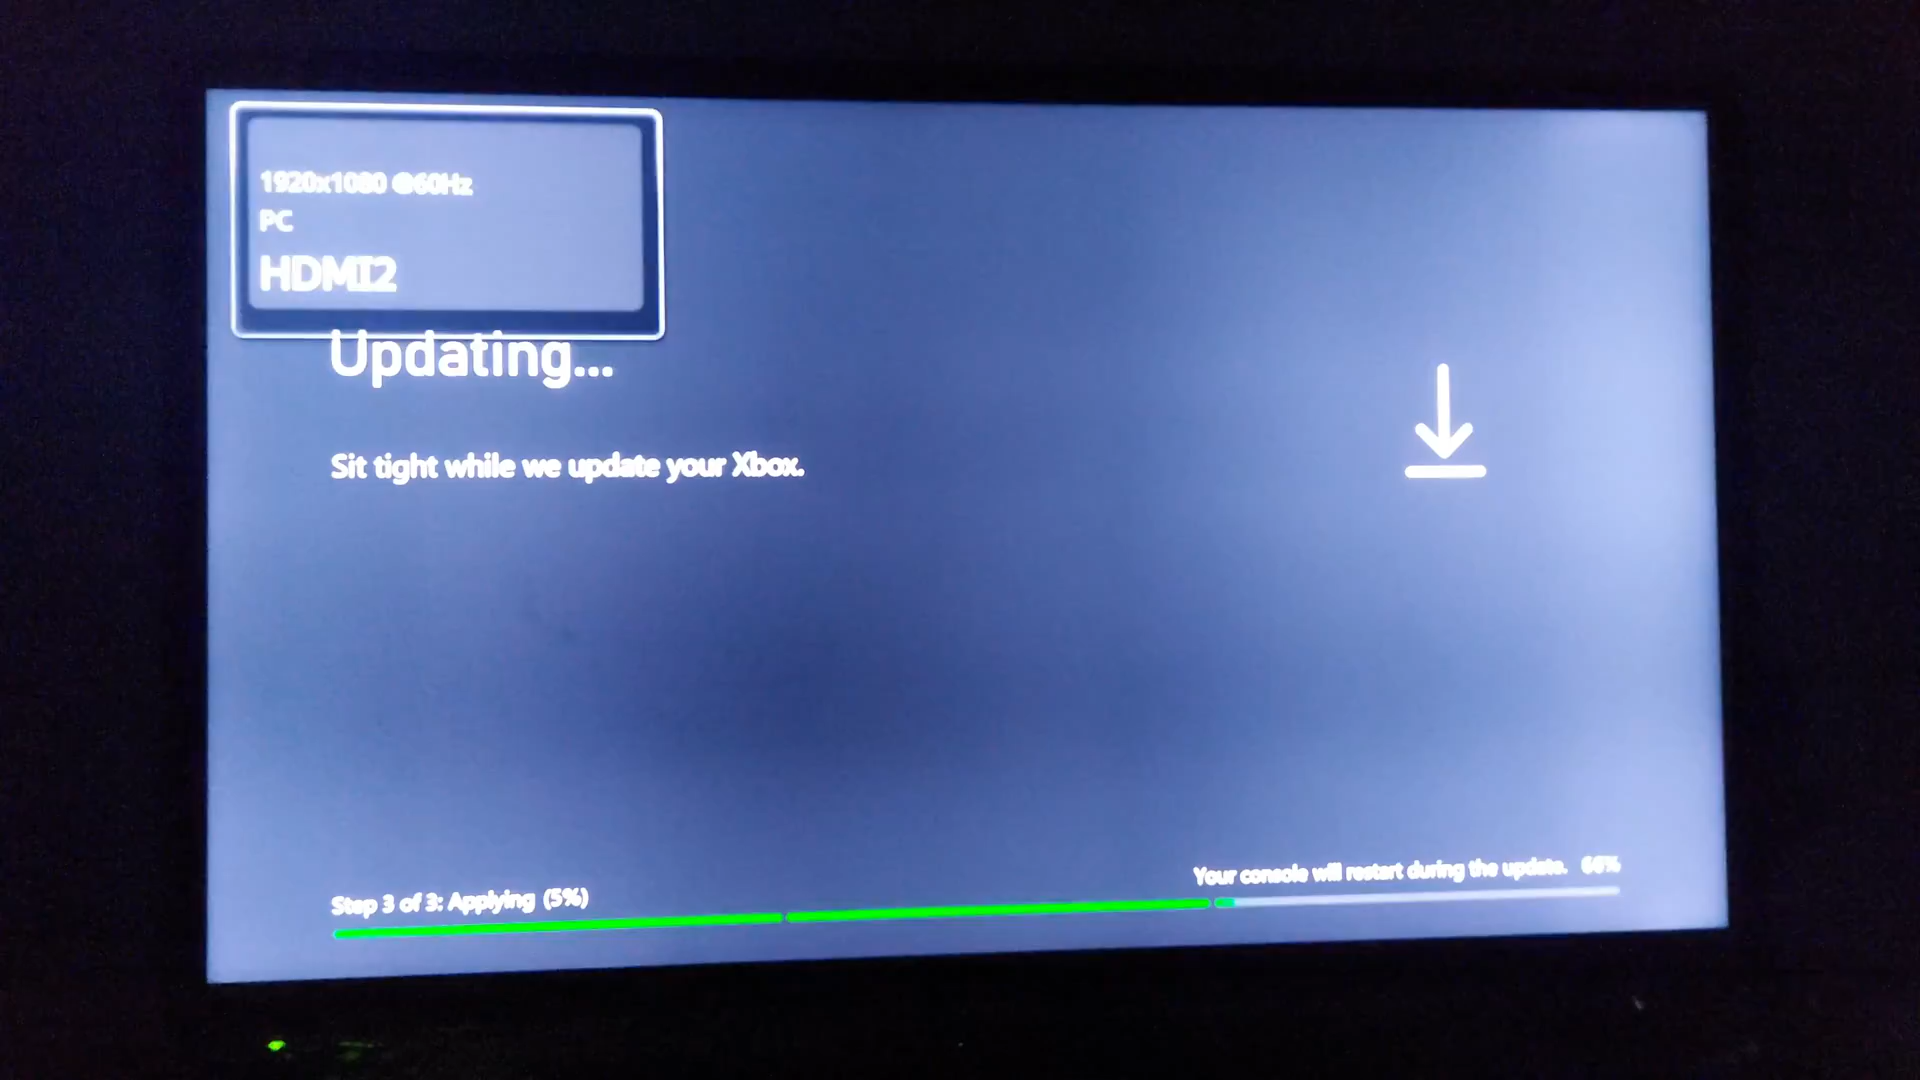 1920x1080 @60Hz
PC
HDMI2
Updating...
Sit tight while we update your Xbox.
Your console will restart during the update.
Step 3 of 3: Applying (5%)